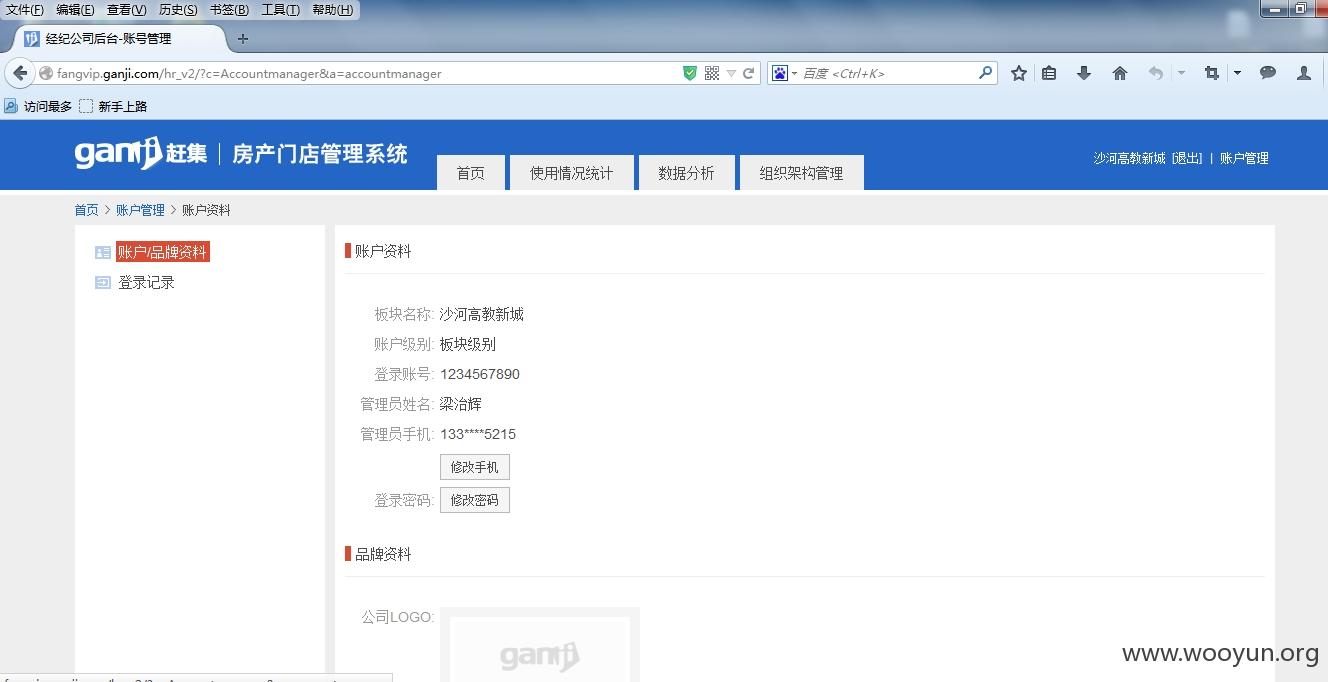 文件(F) 编辑(E) 查看(V) 历史(S) 书签(B) 工具(T) 帮助(H)
经纪公司后台-账号管理
fangvip.ganji.com/hr_v2/?c=Accountmanager&a=accountmanager
百度 <Ctrl+K>
访问最多 新手上路
ganji赶集 | 房产门店管理系统
首页 使用情况统计 数据分析 组织架构管理
沙河高教新城 [退出] | 账户管理
首页 > 账户管理 > 账户资料
账户/品牌资料
登录记录
账户资料
板块名称: 沙河高教新城
账户级别: 板块级别
登录账号: 1234567890
管理员姓名: 梁治辉
管理员手机: 133****5215
修改手机
登录密码: 修改密码
品牌资料
公司LOGO:
ganji
www.wooyun.org